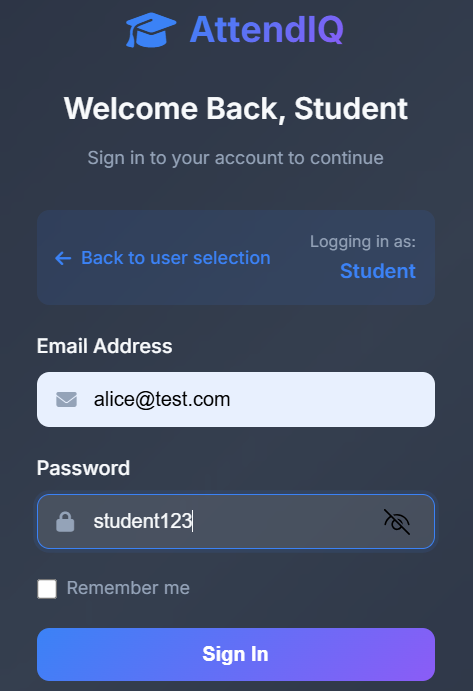 AttendIQ
Welcome Back, Student
Sign in to your account to continue
Back to user selection
Logging in as:
Student
Email Address
alice@test.com
Password
student123
Remember me
Sign In